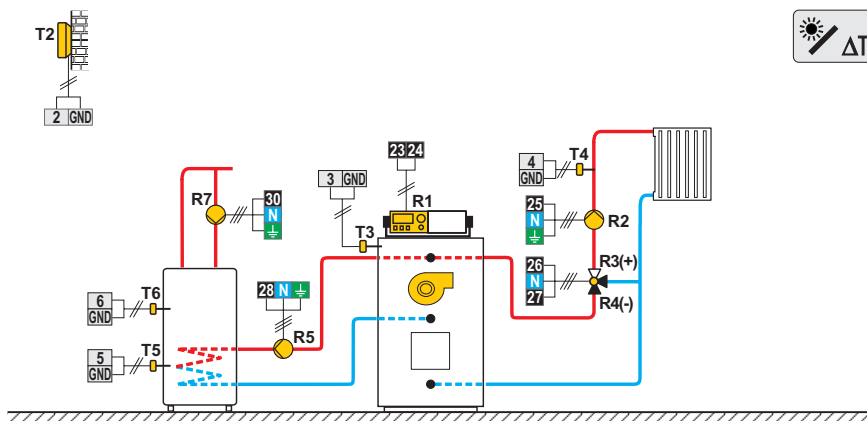 T2
2 GND
ΔT
23 24
3 GND
R1
4
GND
T4
R7
30
N
25
N
R2
T3
26
N
27
R3(+)
R4(-)
6
GND
T6
28 N
R5
5
GND
T5